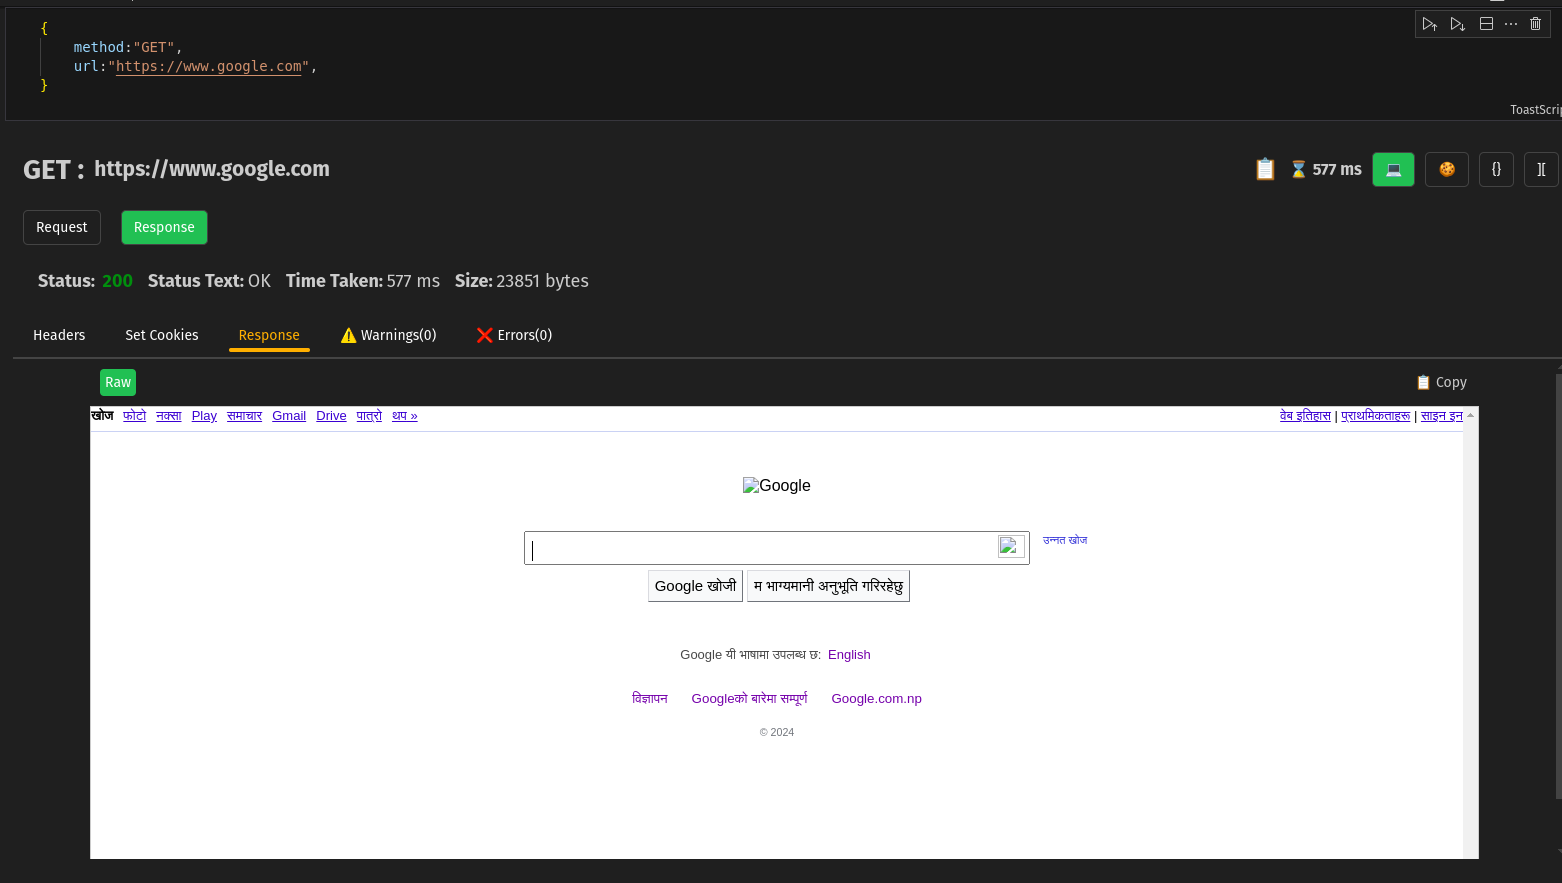 {
method:"GET",
url:"https://www.google.com",
}
GET : https://www.google.com 577 ms {} ][
Request Response
Status: 200 Status Text: OK Time Taken: 577 ms Size: 23851 bytes
Headers Set Cookies Response Warnings(0) Errors(0)
Raw Copy
खोज फोटो नक्सा Play समाचार Gmail Drive पात्रो थप » वेब इतिहास | प्राथमिकताहरू | साइन इन
Google
उन्नत खोज
Google खोजी म भाग्यमानी अनुभूति गरिरहेछु
Google यी भाषामा उपलब्ध छ: English
विज्ञापन Googleको बारेमा सम्पूर्ण Google.com.np
© 2024